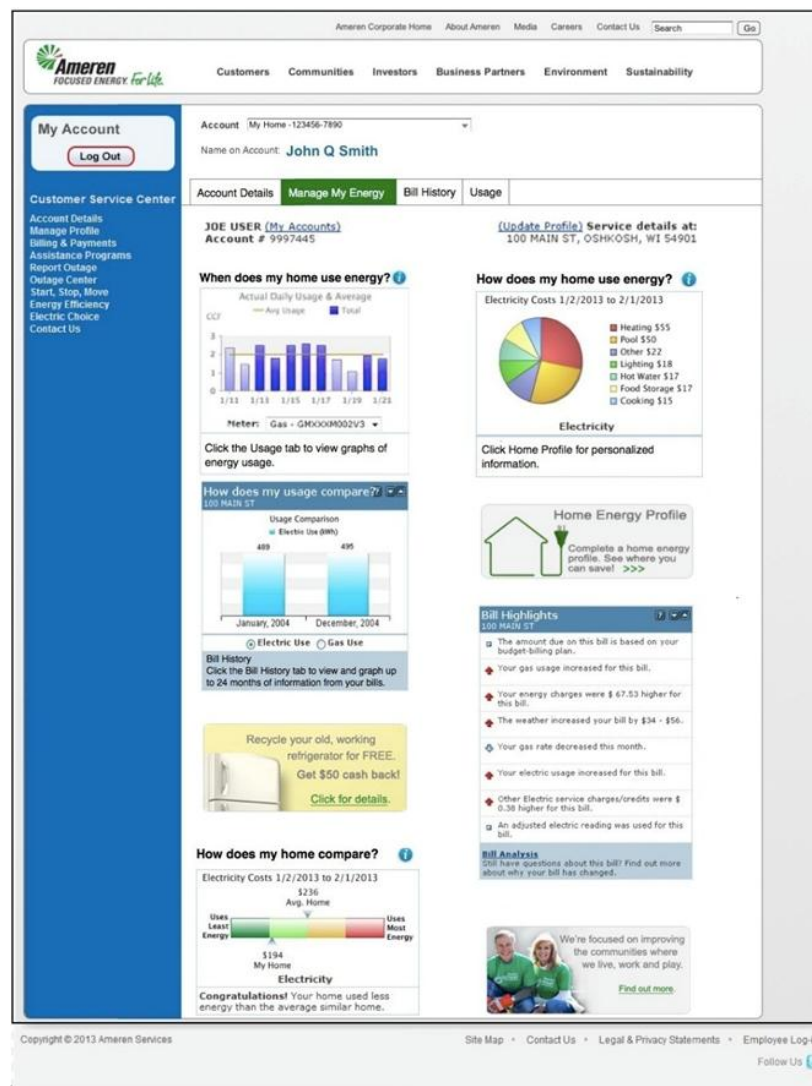 Ameren Corporate Home About Ameren Media Careers Contact Us Search Go
Ameren
FOCUSED ENERGY. For life.
Customers Communities Investors Business Partners Environment Sustainability
My Account
Log Out
Customer Service Center
Account Details
Manage Profile
Billing & Payments
Assistance Programs
Report Outage
Outage Center
Start, Stop, Move
Energy Efficiency
Electric Choice
Contact Us
Account My Home -123456-7890
Name on Account: John Q Smith
Account Details Manage My Energy Bill History Usage
JOE USER (My Accounts)
Account # 9997445
(Update Profile) Service details at:
100 MAIN ST, OSHKOSH, WI 54901
When does my home use energy? i
Actual Daily Usage & Average
CCF
Avg Usage Total
3
2
1
0
1/11 1/13 1/15 1/17 1/19 1/21
Meter: Gas - GMXXXM002V3
Click the Usage tab to view graphs of
energy usage.
How does my home use energy? i
Electricity Costs 1/2/2013 to 2/1/2013
Heating $55
Pool $50
Other $22
Lighting $18
Hot Water $17
Food Storage $17
Cooking $15
Electricity
Click Home Profile for personalized
information.
How does my usage compare? ?
100 MAIN ST
Usage Comparison
Electric Use (kWh)
489 495
January, 2004 December, 2004
Electric Use Gas Use
Bill History
Click the Bill History tab to view and graph up
to 24 months of information from your bills.
Home Energy Profile
Complete a home energy
profile. See where you
can save! >>>
Bill Highlights ?
100 MAIN ST
The amount due on this bill is based on your
budget-billing plan.
Your gas usage increased for this bill.
Your energy charges were $ 67.53 higher for
this bill.
The weather increased your bill by $34 - $56.
Your gas rate decreased this month.
Your electric usage increased for this bill.
Other Electric service charges/credits were $
0.38 higher for this bill.
An adjusted electric reading was used for this
bill.
Bill Analysis
Still have questions about this bill? Find out more
about why your bill has changed.
Recycle your old, working
refrigerator for FREE.
Get $50 cash back!
Click for details.
How does my home compare? i
Electricity Costs 1/2/2013 to 2/1/2013
$236
Avg. Home
Uses
Least
Energy
Uses
Most
Energy
$194
My Home
Electricity
Congratulations! Your home used less
energy than the average similar home.
We're focused on improving
the communities where
we live, work and play.
Find out more.
Copyright © 2013 Ameren Services
Site Map • Contact Us • Legal & Privacy Statements • Employee Log-
Follow Us